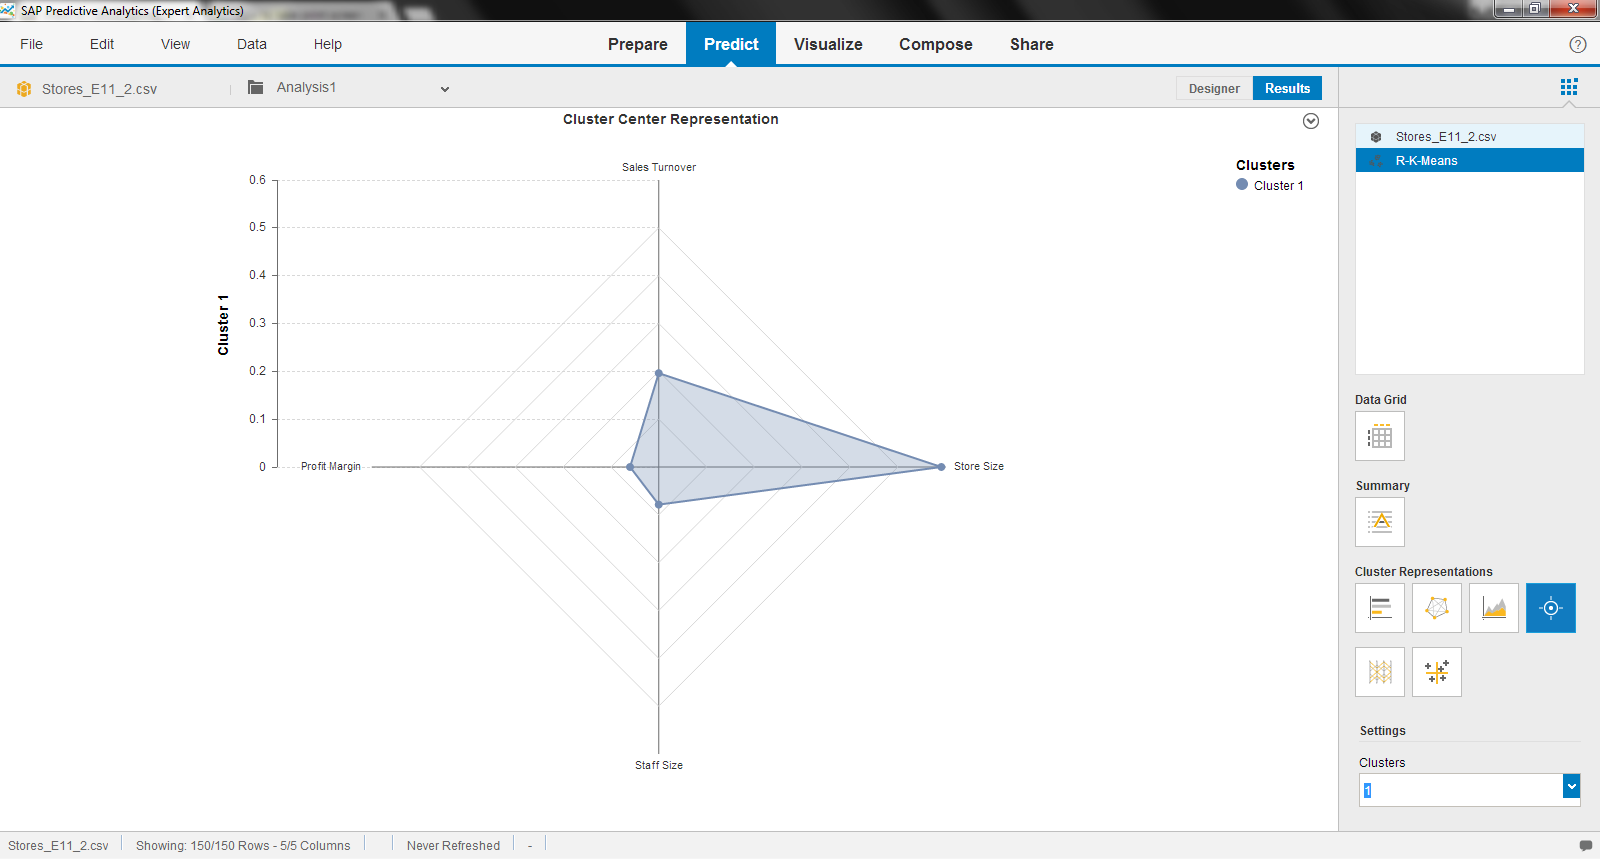 SAP Predictive Analytics (Expert Analytics)
File Edit View Data Help Prepare Predict Visualize Compose Share
Stores_E11_2.csv Analysis1 Designer Results
Cluster Center Representation
Clusters
Cluster 1
Sales Turnover
0.6
0.5
0.4
0.3
0.2
0.1
0
Cluster 1
Profit Margin
Store Size
Staff Size
Stores_E11_2.csv
R-K-Means
Data Grid
Summary
Cluster Representations
Settings
Clusters
1
Stores_E11_2.csv Showing: 150/150 Rows - 5/5 Columns Never Refreshed -